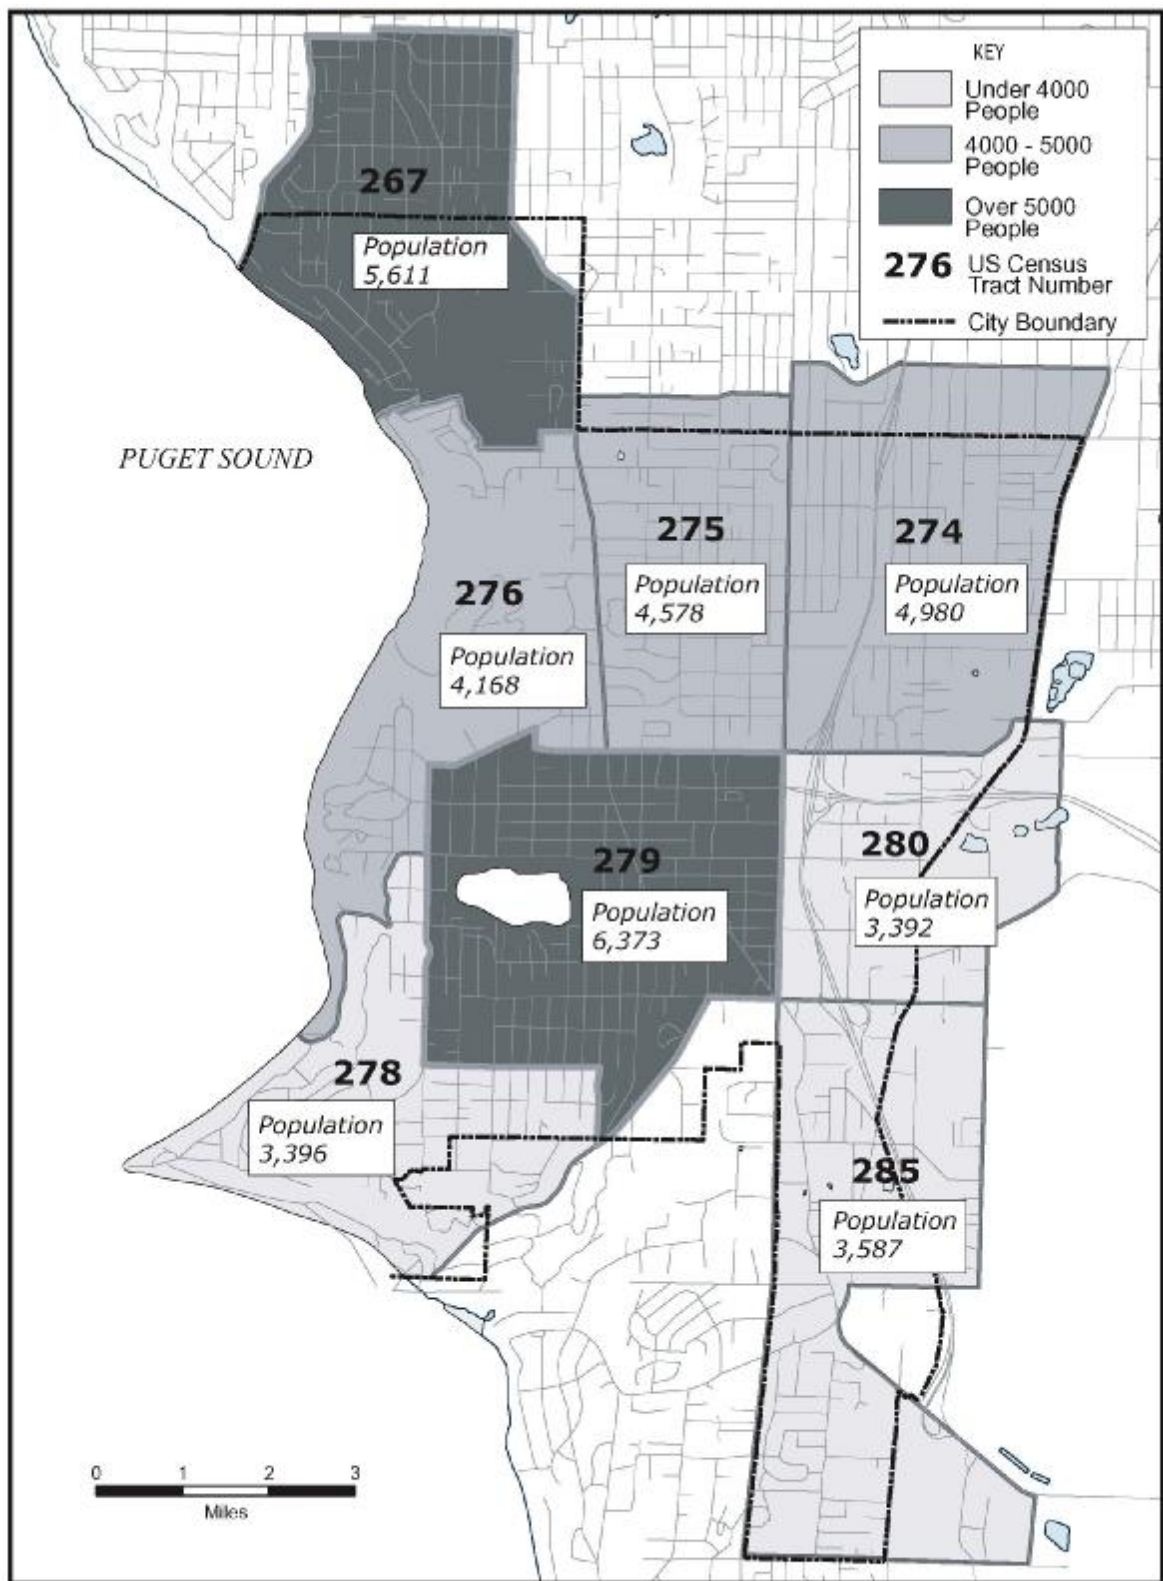 KEY
Under 4000
People
4000 - 5000
People
Over 5000
People
276 US Census
Tract Number
City Boundary
267
Population
5,611
PUGET SOUND
275
Population
4,578
274
Population
4,980
276
Population
4,168
279
Population
6,373
280
Population
3,392
278
Population
3,396
285
Population
3,587
0 1 2 3
Miles